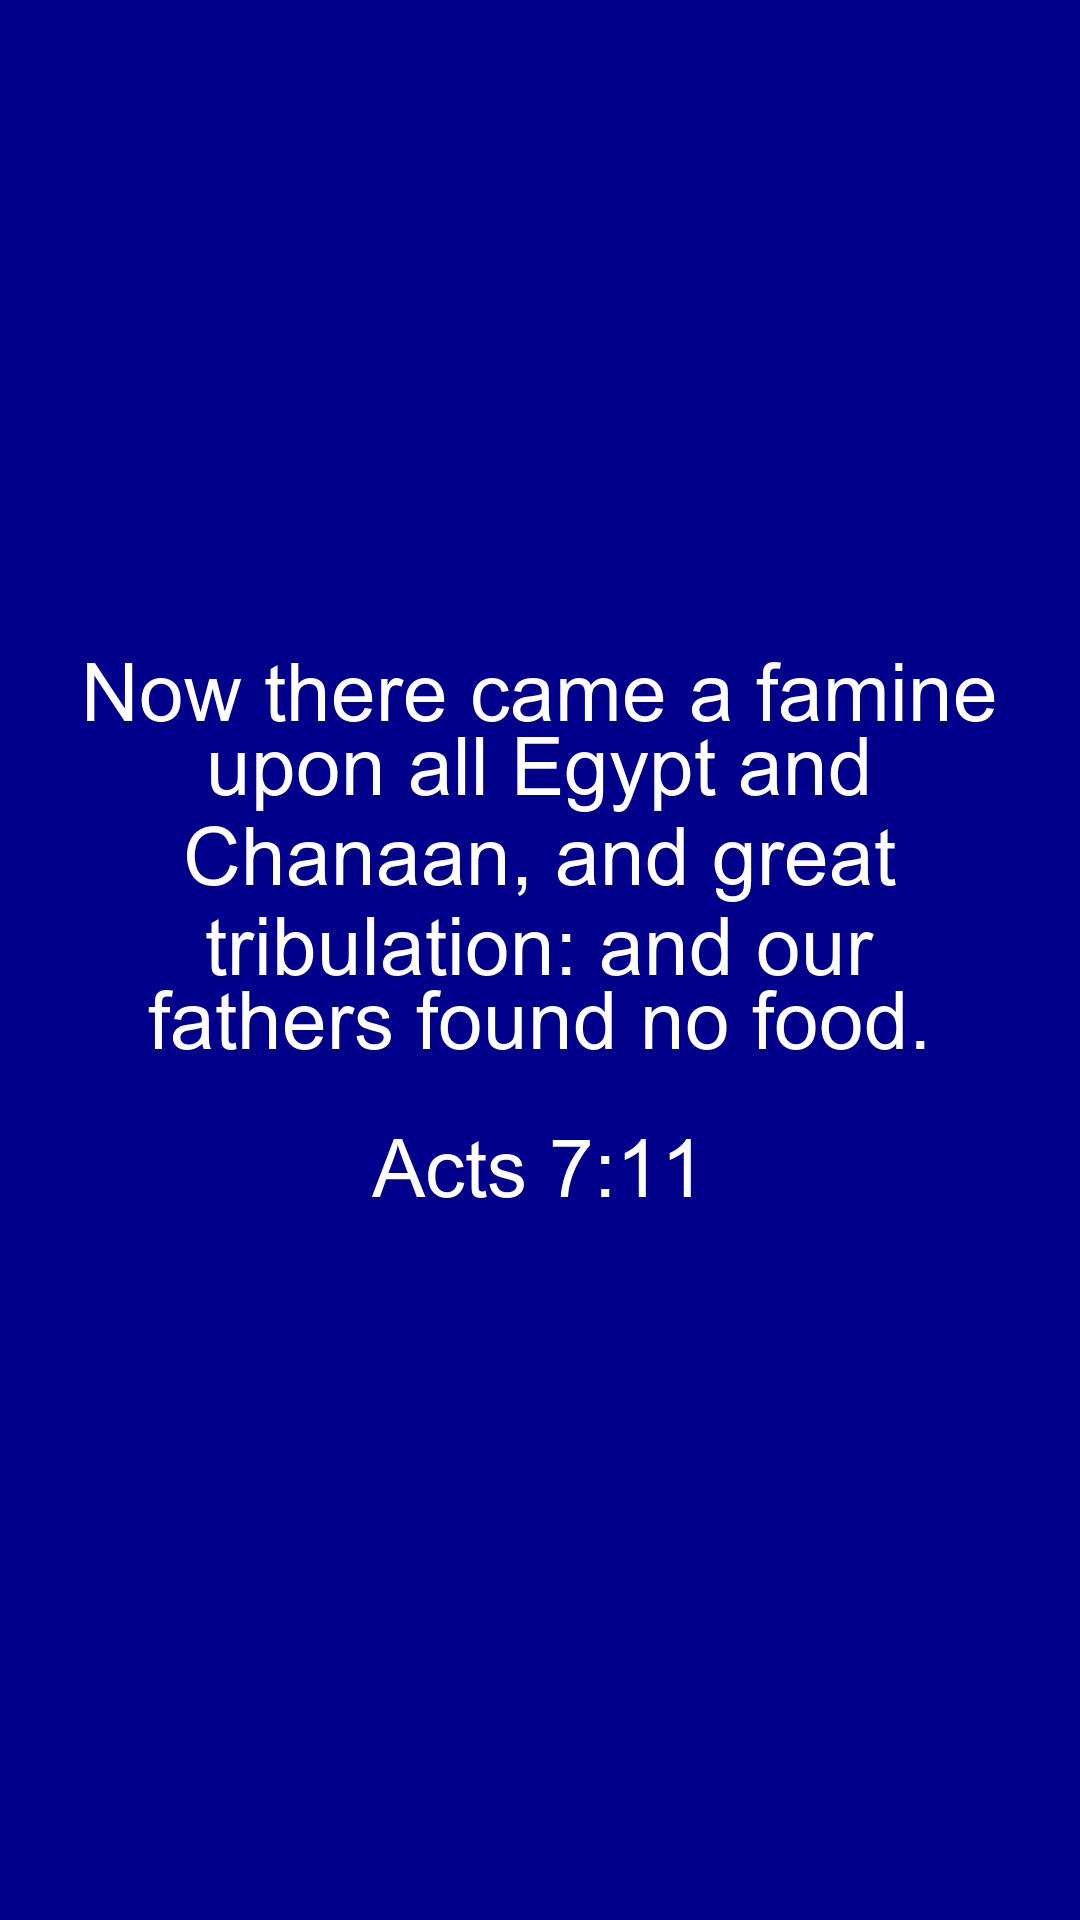 Now there came a famine
upon all Egypt and
Chanaan, and great
tribulation: and our
fathers found no food.
Acts 7:11